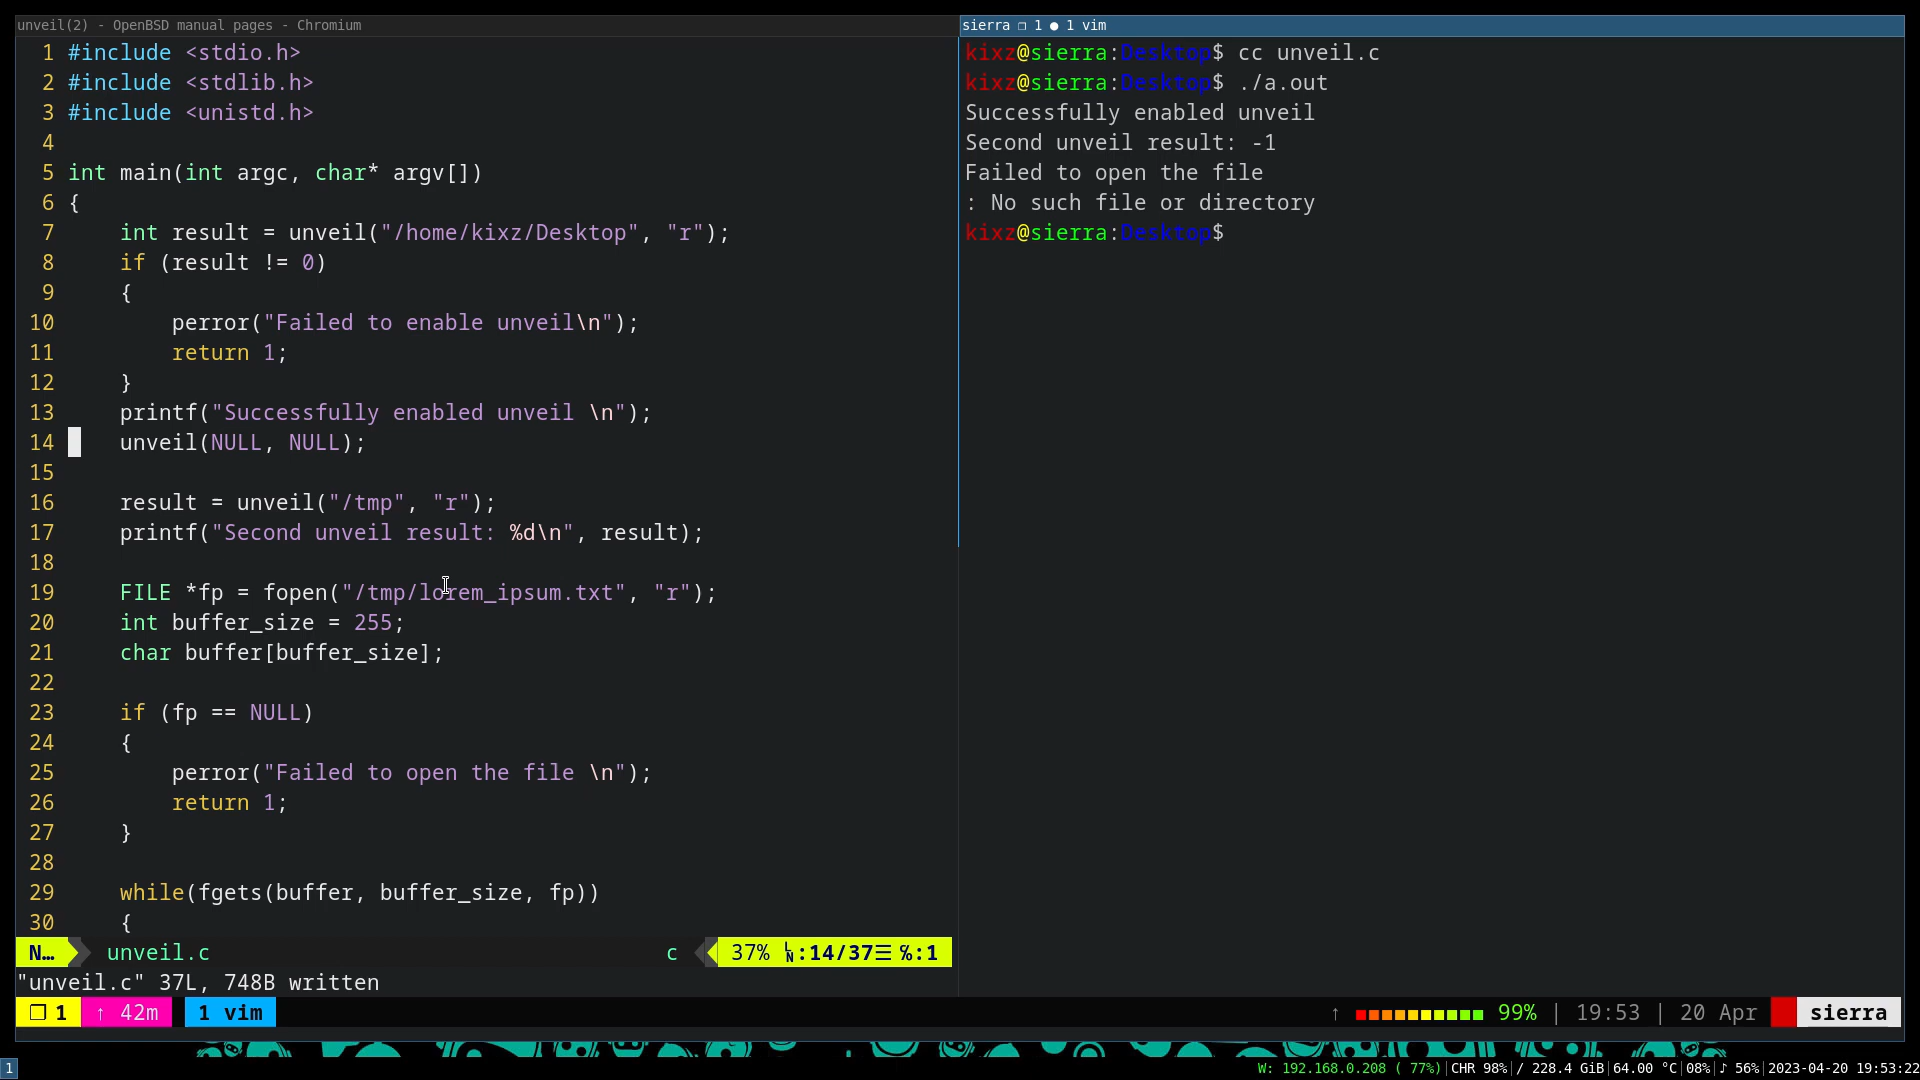 unveil(2) - OpenBSD manual pages - Chromium
sierra ❐ 1 ● 1 vim
1 #include <stdio.h>
2 #include <stdlib.h>
3 #include <unistd.h>
4
5 int main(int argc, char* argv[])
6 {
7     int result = unveil("/home/kixz/Desktop", "r");
8     if (result != 0)
9     {
10         perror("Failed to enable unveil\n");
11         return 1;
12     }
13     printf("Successfully enabled unveil \n");
14     unveil(NULL, NULL);
15
16     result = unveil("/tmp", "r");
17     printf("Second unveil result: %d\n", result);
18
19     FILE *fp = fopen("/tmp/lorem_ipsum.txt", "r");
20     int buffer_size = 255;
21     char buffer[buffer_size];
22
23     if (fp == NULL)
24     {
25         perror("Failed to open the file \n");
26         return 1;
27     }
28
29     while(fgets(buffer, buffer_size, fp))
30     {
N… unveil.c c 37% ㏑:14/37☰ ℅:1
"unveil.c" 37L, 748B written
kixz@sierra:Desktop$ cc unveil.c
kixz@sierra:Desktop$ ./a.out
Successfully enabled unveil
Second unveil result: -1
Failed to open the file
: No such file or directory
kixz@sierra:Desktop$
❐ 1 ↑ 42m 1 vim ↑ 99% | 19:53 | 20 Apr sierra
1 W: 192.168.0.208 ( 77%)|CHR 98%|/ 228.4 GiB|64.00 °C|08%|♪ 56%|2023-04-20 19:53:22